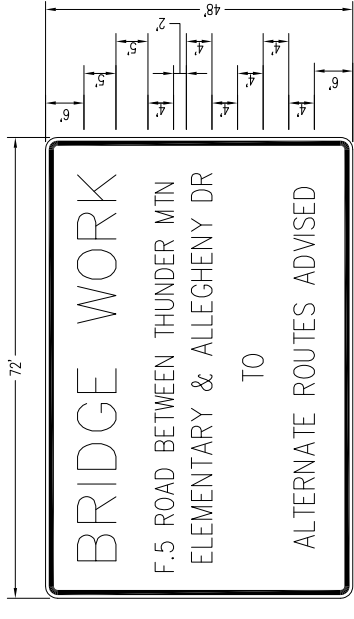 72'
48'
6'
5'
5'
4'
2'
4'
4'
4'
4'
4'
6'
BRIDGE WORK
F.5 ROAD BETWEEN THUNDER MTN
ELEMENTARY & ALLEGHENY DR
TO
ALTERNATE ROUTES ADVISED